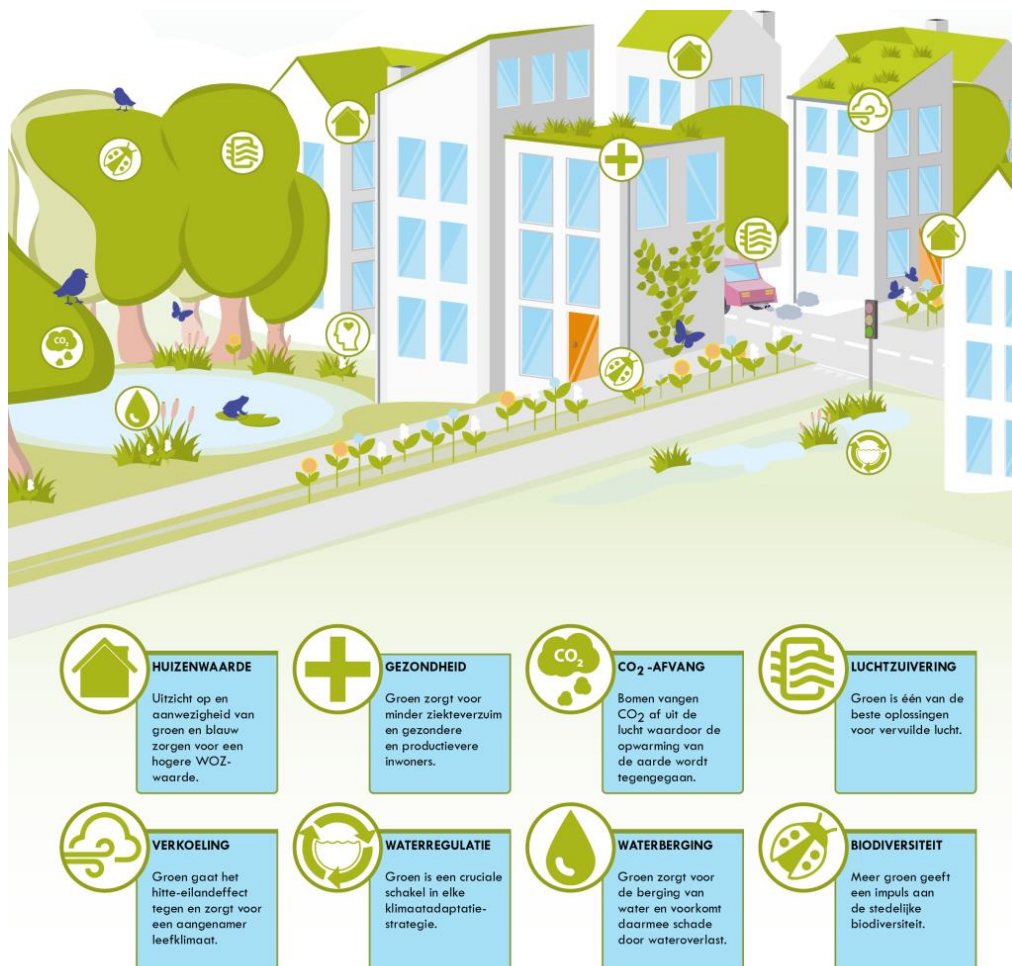 CO₂
HUIZENWAARDE
Uitzicht op en
aanwezigheid van
groen en blauw
zorgen voor een
hogere WOZ-
waarde.
GEZONDHEID
Groen zorgt voor
minder ziekteverzuim
en gezondere
en productievere
inwoners.
CO₂
CO₂-AFVANG
Bomen vangen
CO₂ af uit de
lucht waardoor de
opwarming van
de aarde wordt
tegengegaan.
LUCHTZUIVERING
Groen is één van de
beste oplossingen
voor vervuilde lucht.
VERKOELING
Groen gaat het
hitte-eilandeffect
tegen en zorgt voor
een aangenamer
leefklimaat.
WATERREGULATIE
Groen is een cruciale
schakel in elke
klimaatadaptatie-
strategie.
WATERBERGING
Groen zorgt voor
de berging van
water en voorkomt
daarmee schade
door wateroverlast.
BIODIVERSITEIT
Meer groen geeft
een impuls aan
de stedelijke
biodiversiteit.